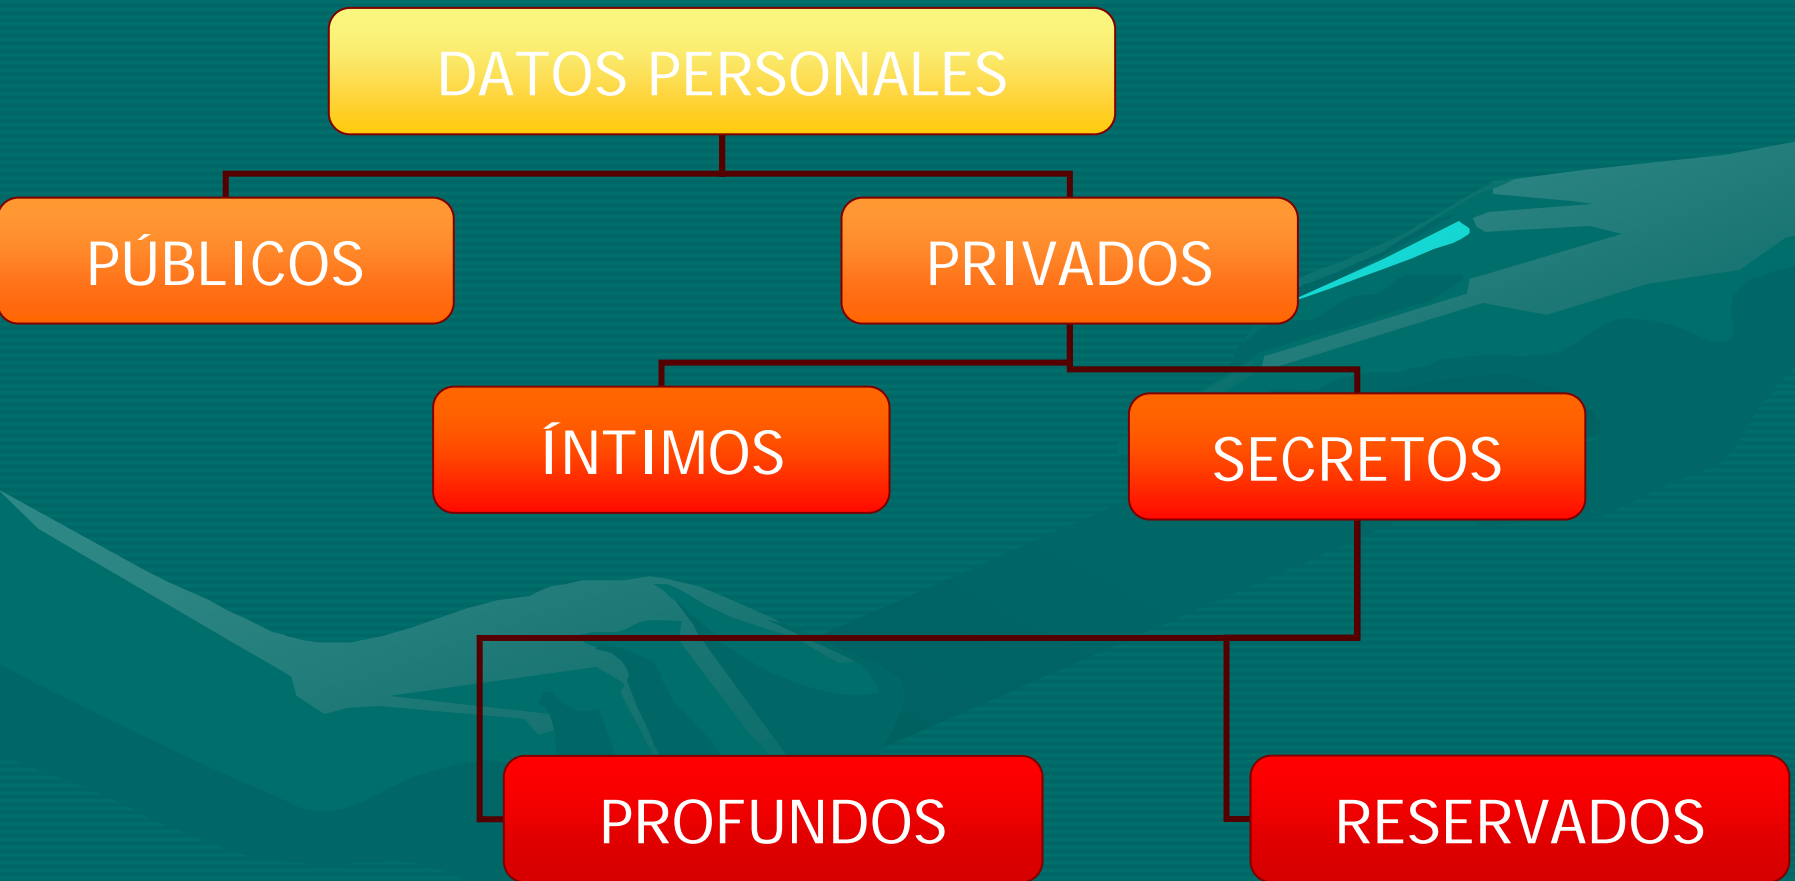 DATOS PERSONALES
PÚBLICOS
PRIVADOS
ÍNTIMOS
SECRETOS
PROFUNDOS
RESERVADOS